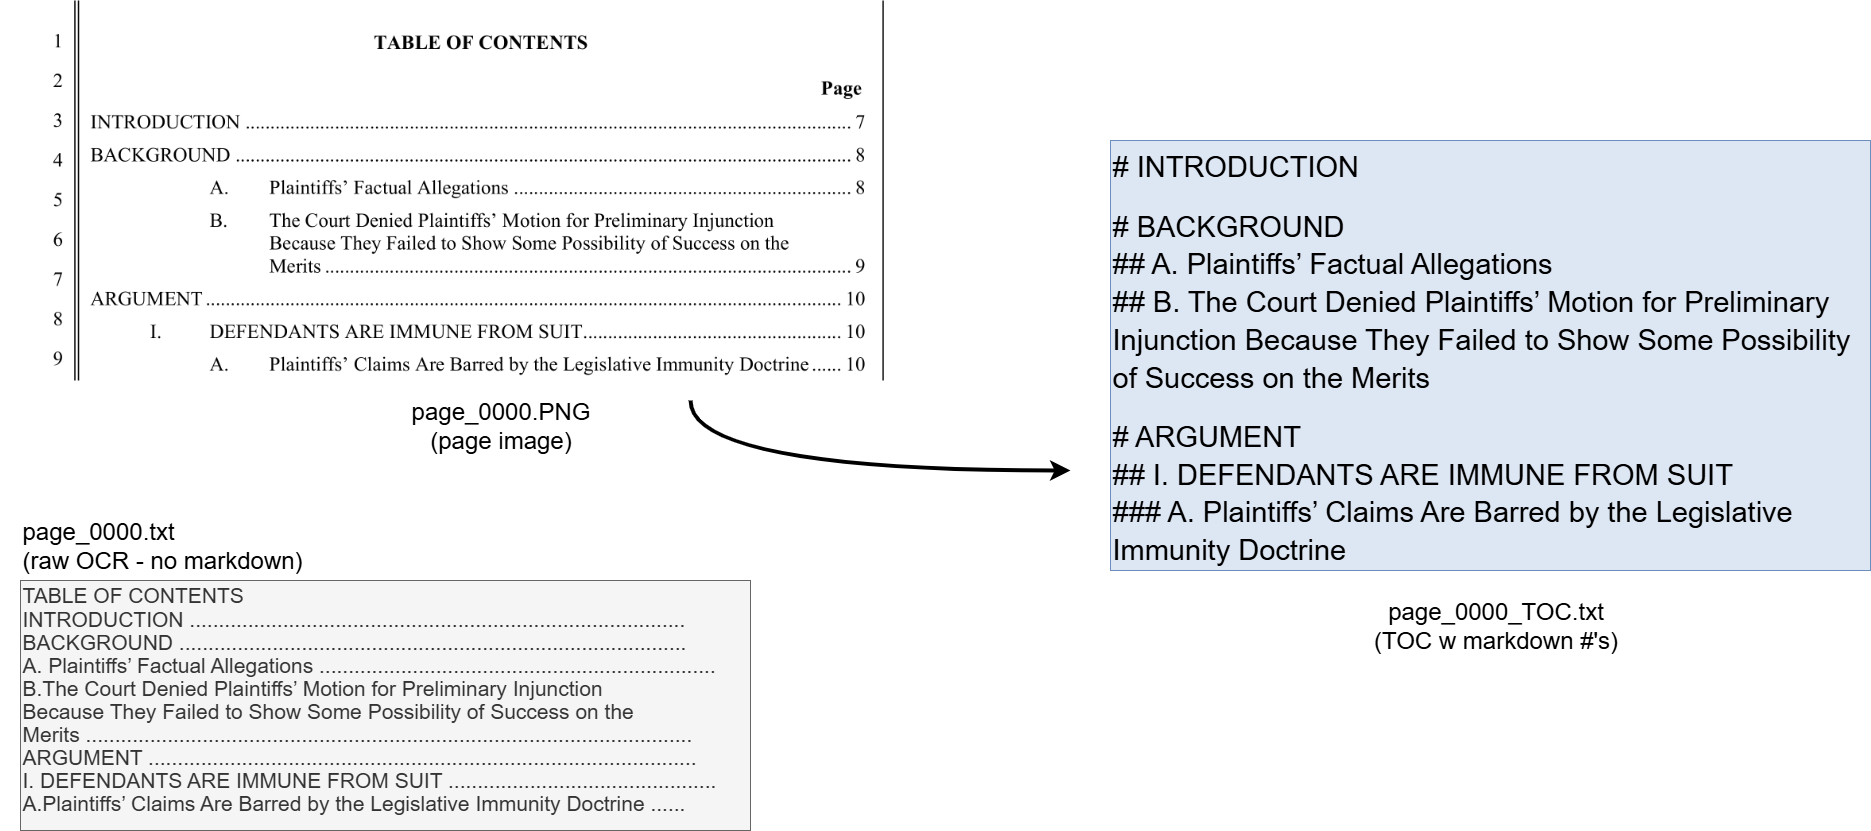 TABLE OF CONTENTS
Page
1
2
3
4
5
6
7
8
9
INTRODUCTION ........................................................................................................................ 7
BACKGROUND ........................................................................................................................ 8
A. Plaintiffs’ Factual Allegations ........................................................................ 8
B. The Court Denied Plaintiffs’ Motion for Preliminary Injunction
Because They Failed to Show Some Possibility of Success on the
Merits ........................................................................................................ 9
ARGUMENT ........................................................................................................................ 10
I. DEFENDANTS ARE IMMUNE FROM SUIT...................................................... 10
A. Plaintiffs’ Claims Are Barred by the Legislative Immunity Doctrine ...... 10
page_0000.PNG
(page image)
page_0000.txt
(raw OCR - no markdown)
TABLE OF CONTENTS
INTRODUCTION .....................................................................................
BACKGROUND .......................................................................................
A. Plaintiffs’ Factual Allegations ....................................................................
B.The Court Denied Plaintiffs’ Motion for Preliminary Injunction
Because They Failed to Show Some Possibility of Success on the
Merits ........................................................................................................
ARGUMENT ..............................................................................................
I. DEFENDANTS ARE IMMUNE FROM SUIT ..............................................
A.Plaintiffs’ Claims Are Barred by the Legislative Immunity Doctrine ......
# INTRODUCTION
# BACKGROUND
## A. Plaintiffs’ Factual Allegations
## B. The Court Denied Plaintiffs’ Motion for Preliminary
Injunction Because They Failed to Show Some Possibility
of Success on the Merits
# ARGUMENT
## I. DEFENDANTS ARE IMMUNE FROM SUIT
### A. Plaintiffs’ Claims Are Barred by the Legislative
Immunity Doctrine
page_0000_TOC.txt
(TOC w markdown #'s)